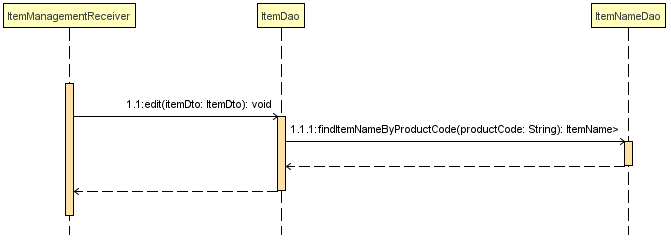 ItemManagementReceiver
ItemDao
ItemNameDao
1.1:edit(itemDto: ItemDto): void
1.1.1:findItemNameByProductCode(productCode: String): ItemName>